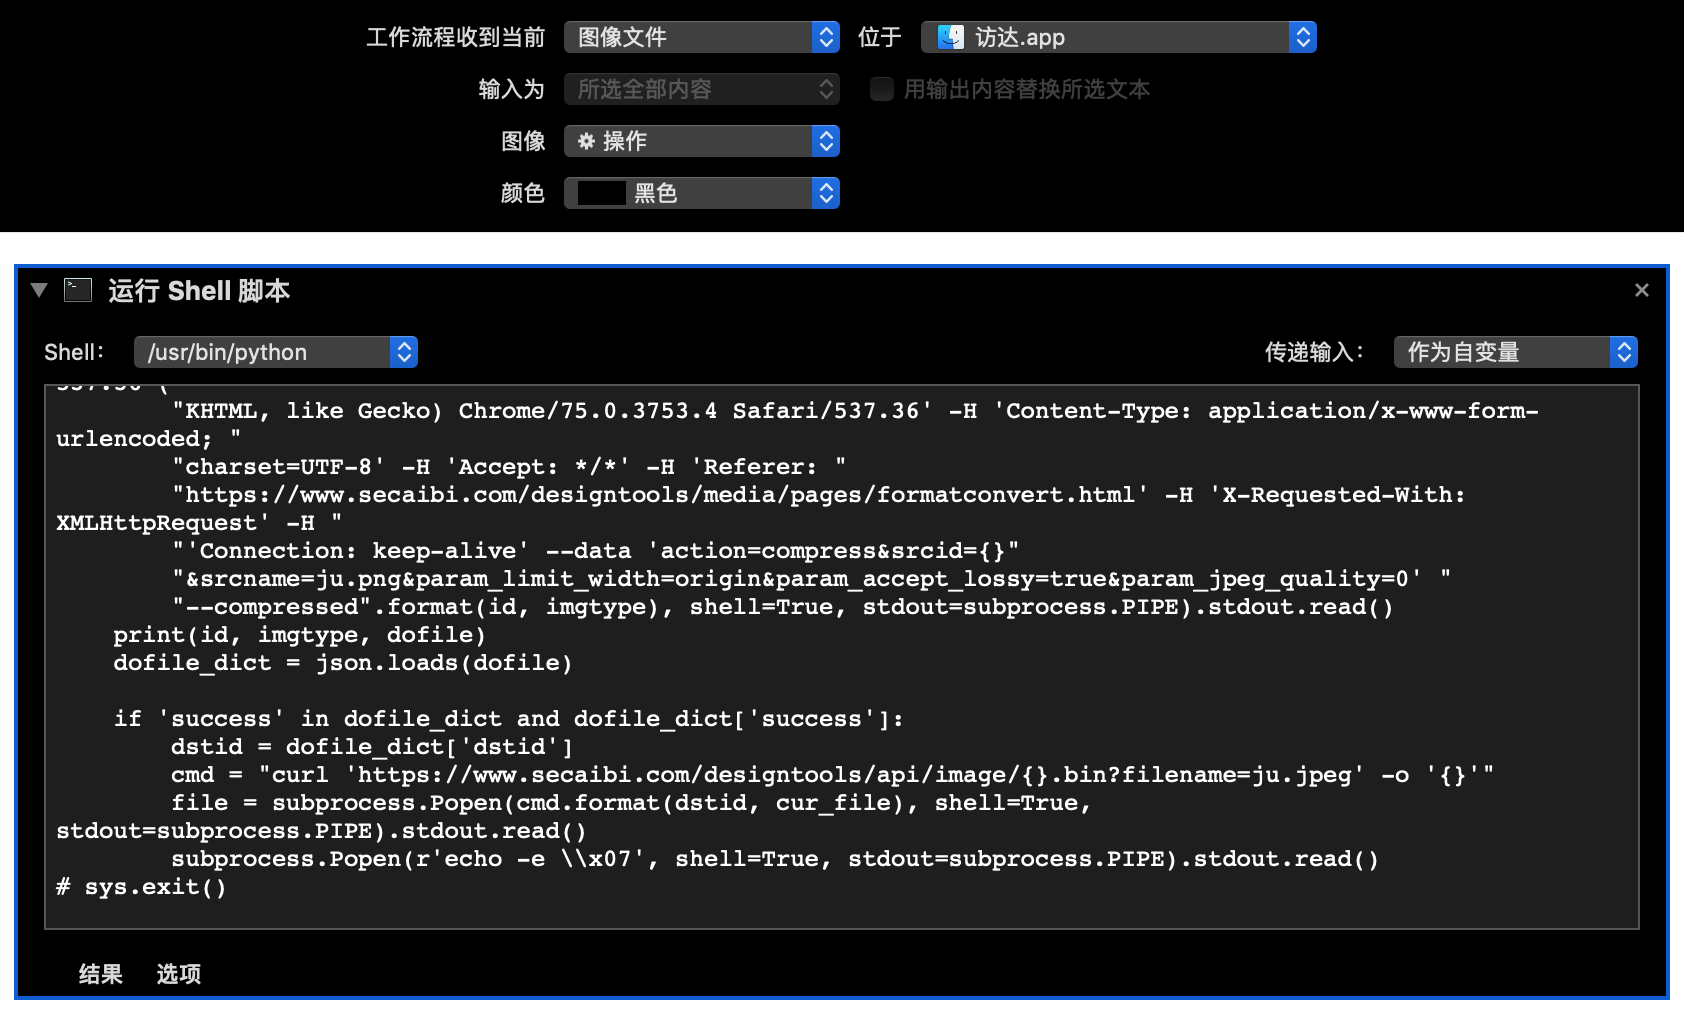 工作流程收到当前 图像文件 位于 访达.app
输入为 所选全部内容 用输出内容替换所选文本
图像 操作
颜色 黑色
运行 Shell 脚本
Shell： /usr/bin/python 传递输入： 作为自变量
537.36 (
"KHTML, like Gecko) Chrome/75.0.3753.4 Safari/537.36' -H 'Content-Type: application/x-www-form-
urlencoded; "
"charset=UTF-8' -H 'Accept: */*' -H 'Referer: "
"https://www.secaibi.com/designtools/media/pages/formatconvert.html' -H 'X-Requested-With:
XMLHttpRequest' -H "
"'Connection: keep-alive' --data 'action=compress&srcid={}"
"&srcname=ju.png&param_limit_width=origin&param_accept_lossy=true&param_jpeg_quality=0' "
"--compressed".format(id, imgtype), shell=True, stdout=subprocess.PIPE).stdout.read()
print(id, imgtype, dofile)
dofile_dict = json.loads(dofile)
if 'success' in dofile_dict and dofile_dict['success']:
dstid = dofile_dict['dstid']
cmd = "curl 'https://www.secaibi.com/designtools/api/image/{}.bin?filename=ju.jpeg' -o '{}'"
file = subprocess.Popen(cmd.format(dstid, cur_file), shell=True,
stdout=subprocess.PIPE).stdout.read()
subprocess.Popen(r'echo -e \\x07', shell=True, stdout=subprocess.PIPE).stdout.read()
# sys.exit()
结果 选项